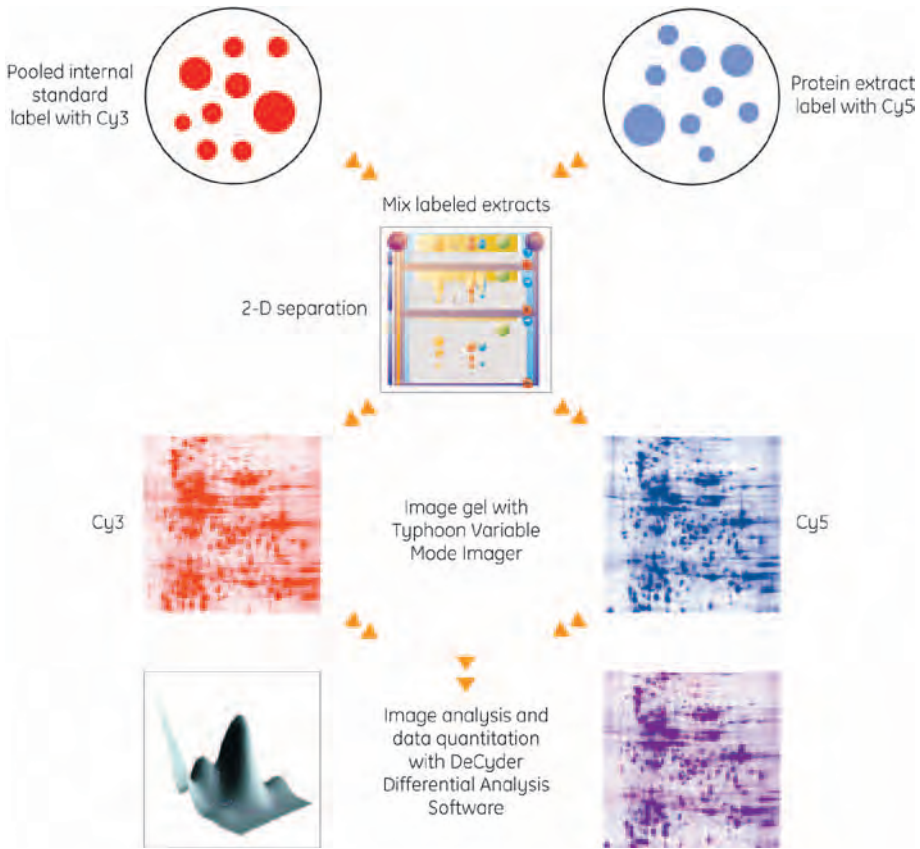 Pooled internal
standard
label with Cy3
Protein extract
label with Cy5
Mix labeled extracts
2-D separation
Cy3
Image gel with
Typhoon Variable
Mode Imager
Cy5
Image analysis and
data quantitation
with DeCyder
Differential Analysis
Software